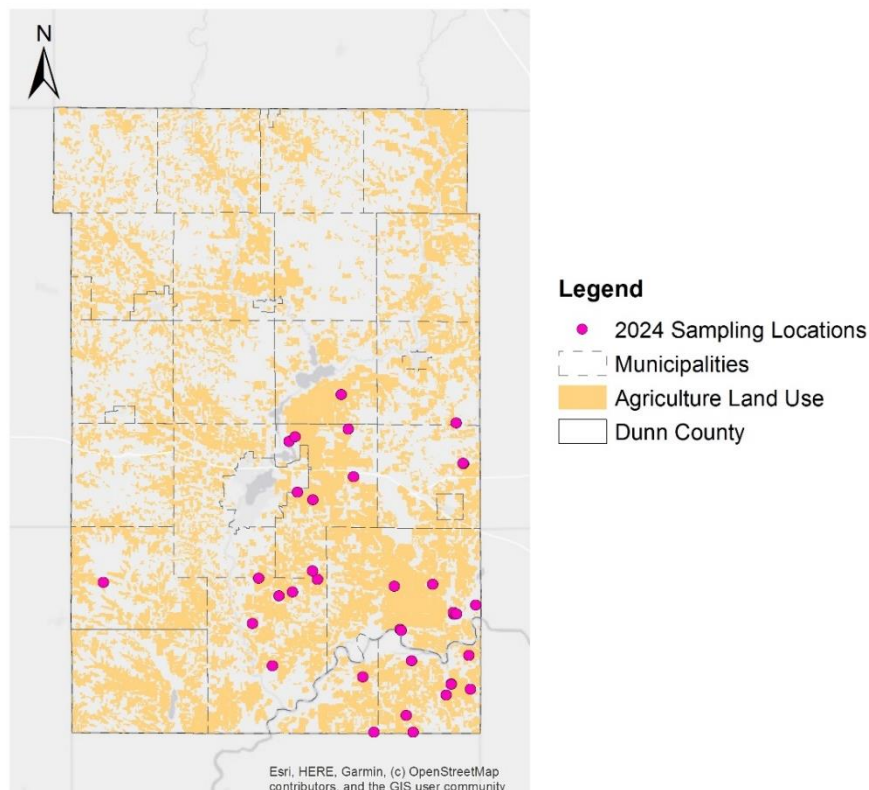 N
Legend
2024 Sampling Locations
Municipalities
Agriculture Land Use
Dunn County
Esri, HERE, Garmin, (c) OpenStreetMap
contributors, and the GIS user community